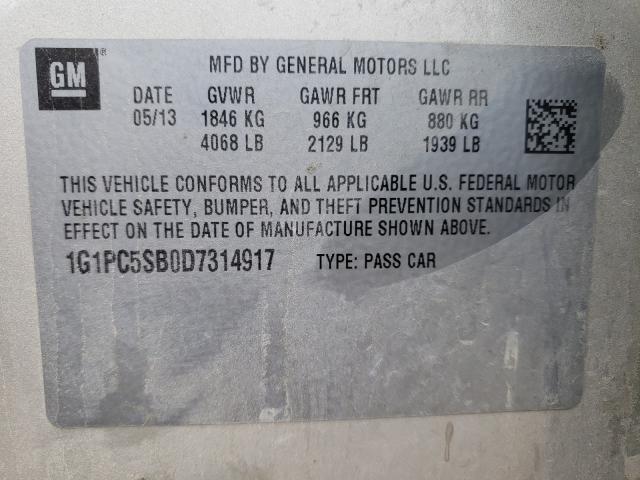 GM®
MFD BY GENERAL MOTORS LLC
DATE GVWR GAWR FRT GAWR RR
05/13 1846 KG 966 KG 880 KG
4068 LB 2129 LB 1939 LB
THIS VEHICLE CONFORMS TO ALL APPLICABLE U.S. FEDERAL MOTOR
VEHICLE SAFETY, BUMPER, AND THEFT PREVENTION STANDARDS IN
EFFECT ON THE DATE OF MANUFACTURE SHOWN ABOVE.
1G1PC5SB0D7314917 TYPE: PASS CAR